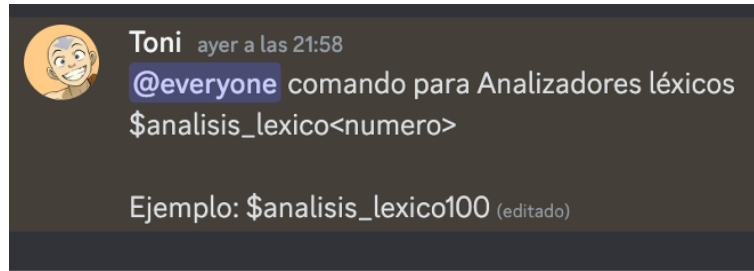 Toni ayer a las 21:58
@everyone comando para Analizadores léxicos
$analisis_lexico<numero>
Ejemplo: $analisis_lexico100 (editado)